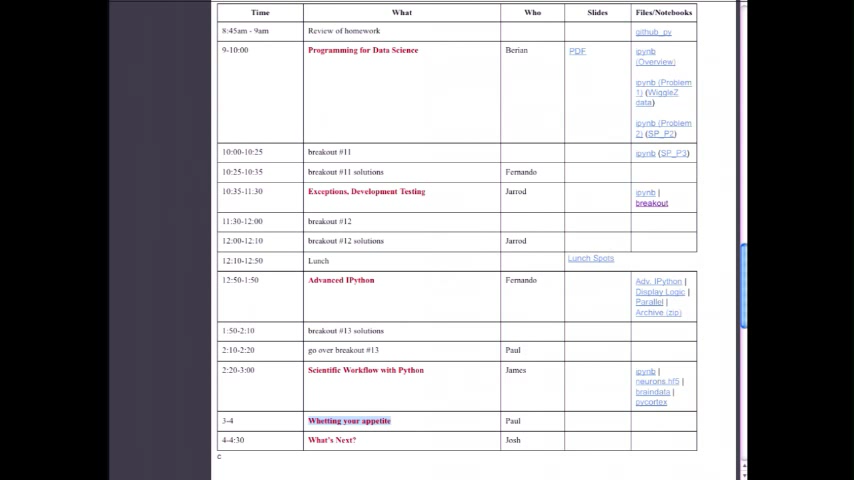 Time What Who Slides Files/Notebooks
8:45am - 9am Review of homework github_py
9-10:00 Programming for Data Science Berian PDF ipynb
(Overview)
ipynb (Problem
1) (WiggleZ
data)
ipynb (Problem
2) (SP_P2)
10:00-10:25 breakout #11 ipynb (SP_P3)
10:25-10:35 breakout #11 solutions Fernando
10:35-11:30 Exceptions, Development Testing Jarrod ipynb |
breakout
11:30-12:00 breakout #12
12:00-12:10 breakout #12 solutions Jarrod
12:10-12:50 Lunch Lunch Spots
12:50-1:50 Advanced IPython Fernando Adv. IPython |
Display Logic |
Parallel |
Archive (zip)
1:50-2:10 breakout #13 solutions
2:10-2:20 go over breakout #13 Paul
2:20-3:00 Scientific Workflow with Python James ipynb |
neurons.hf5 |
braindata |
pycortex
3-4 Whetting your appetite Paul
4-4:30 What's Next? Josh
c